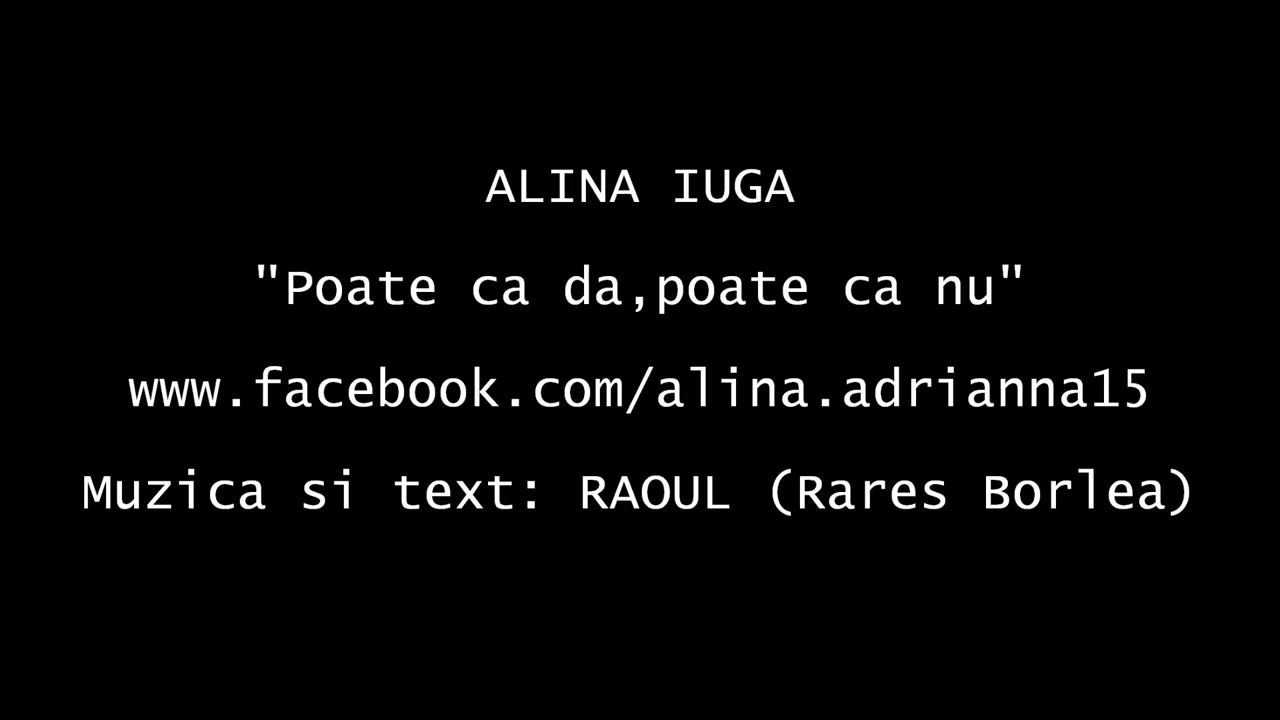 ALINA IUGA
"Poate ca da,poate ca nu"
www.facebook.com/alina.adrianna15
Muzica si text: RAOUL (Rares Borlea)